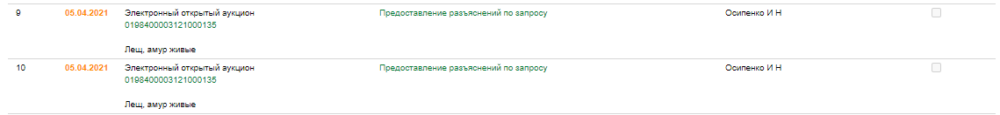 9 05.04.2021 Электронный открытый аукцион Предоставление разъяснений по запросу Осипенко И Н
0198400003121000135
Лещ, амур живые
10 05.04.2021 Электронный открытый аукцион Предоставление разъяснений по запросу Осипенко И Н
0198400003121000135
Лещ, амур живые